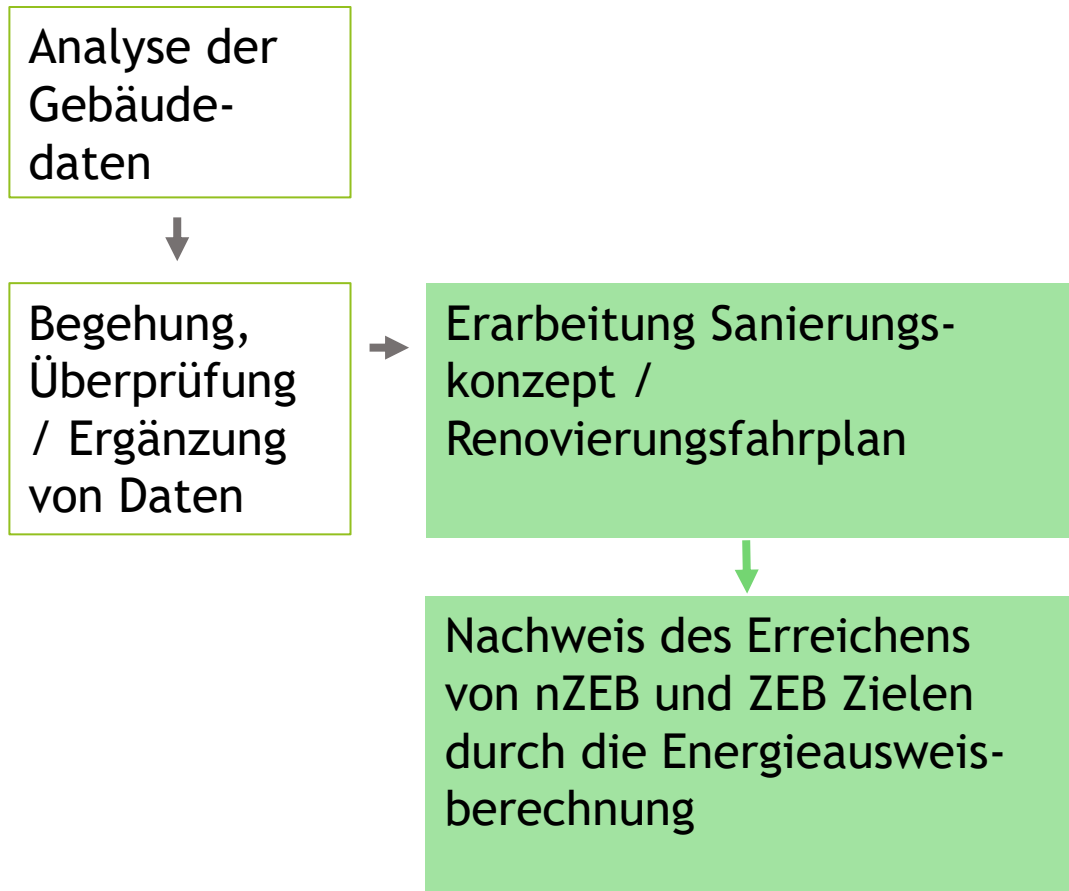 Analyse der
Gebäude-
daten
Begehung,
Überprüfung
/ Ergänzung
von Daten
Erarbeitung Sanierungs-
konzept /
Renovierungsfahrplan
Nachweis des Erreichens
von nZEB und ZEB Zielen
durch die Energieausweis-
berechnung